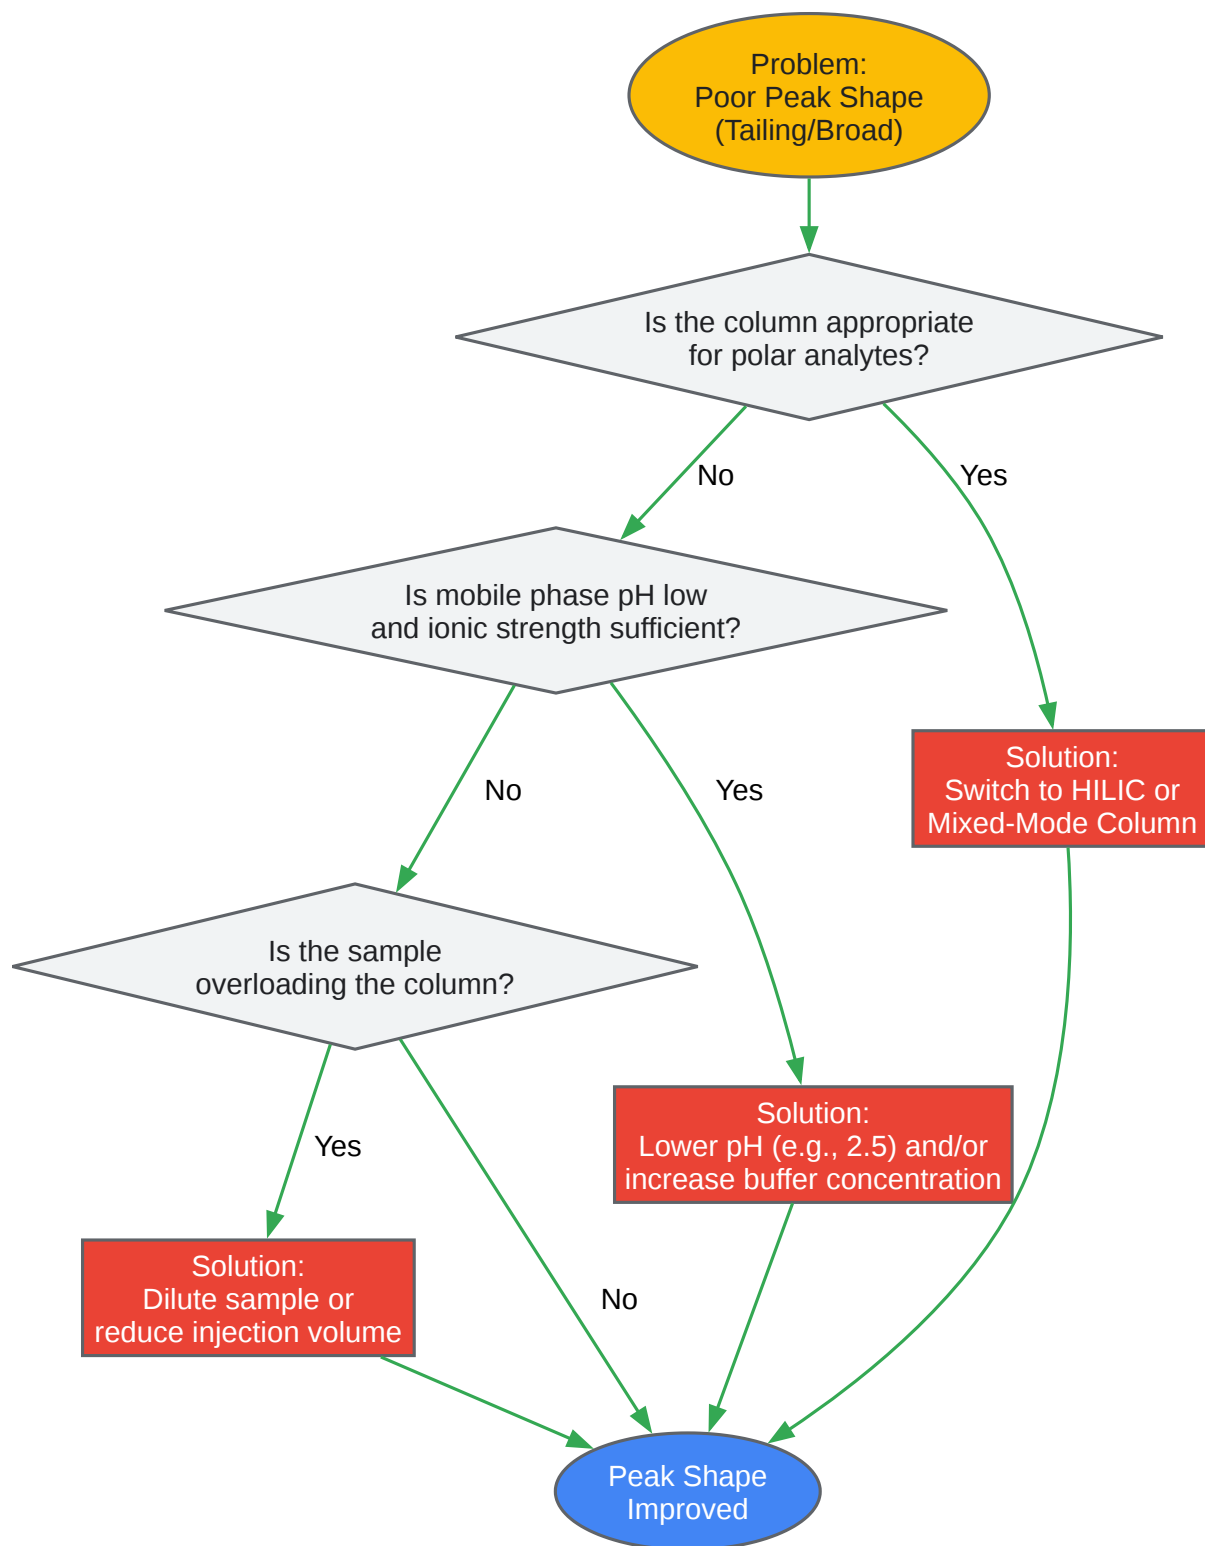 Problem:
Poor Peak Shape
(Tailing/Broad)
Is the column appropriate
for polar analytes?
No
Yes
Is mobile phase pH low
and ionic strength sufficient?
Solution:
Switch to HILIC or
Mixed-Mode Column
No
Yes
Is the sample
overloading the column?
Solution:
Lower pH (e.g., 2.5) and/or
increase buffer concentration
Yes
No
Solution:
Dilute sample or
reduce injection volume
Peak Shape
Improved